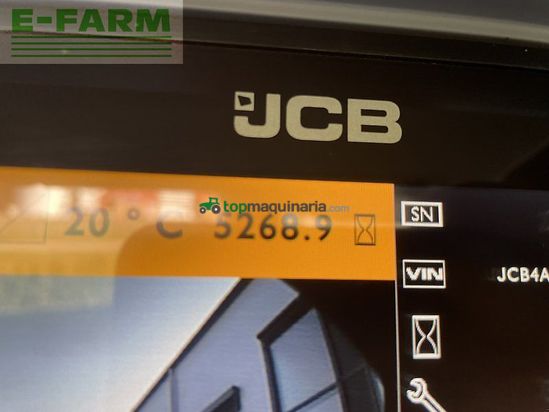 E-FARM
JCB
topmaquinaria.com
20 ° C 5268.9
SN
VIN JCB4A